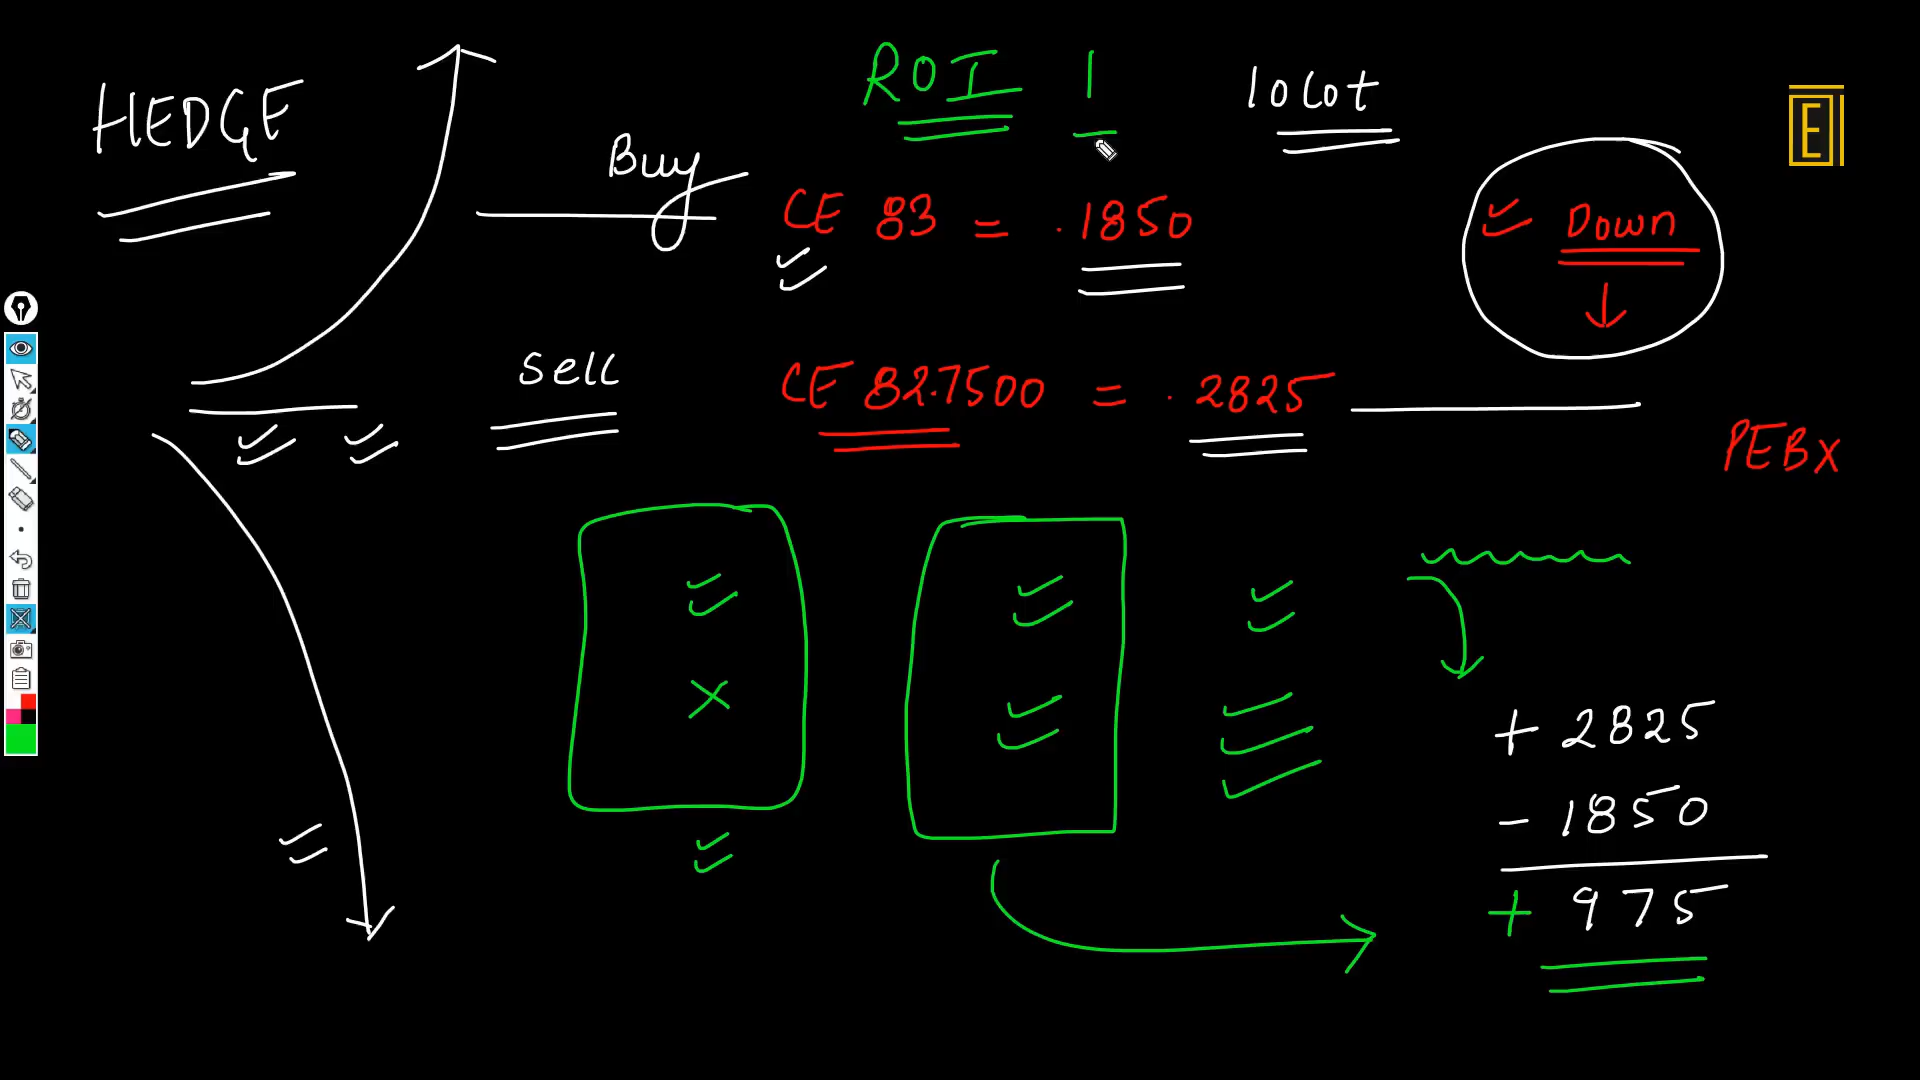 HEDGE
ROI 1
10 Lot
E
Buy
CE 83 = .1850
Down
Sell
CE 82.7500 = .2825
PEBX
+ 2825
- 1850
+ 975